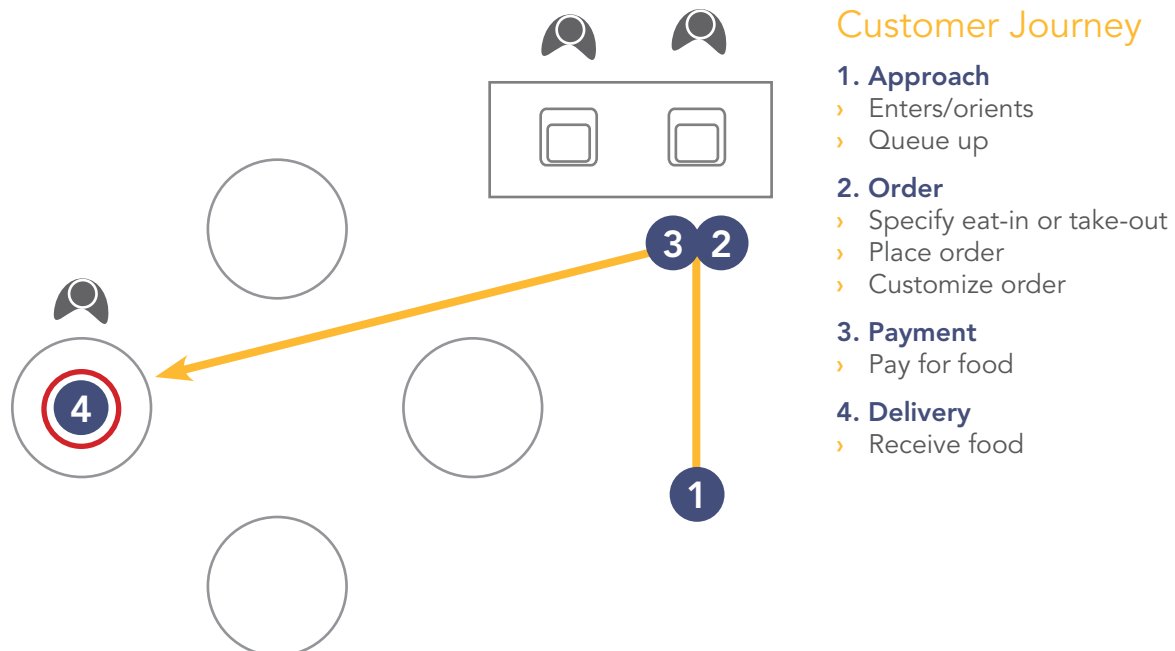 Customer Journey
1. Approach
› Enters/orients
› Queue up
2. Order
› Specify eat-in or take-out
› Place order
› Customize order
3. Payment
› Pay for food
4. Delivery
› Receive food
3 2
4
1